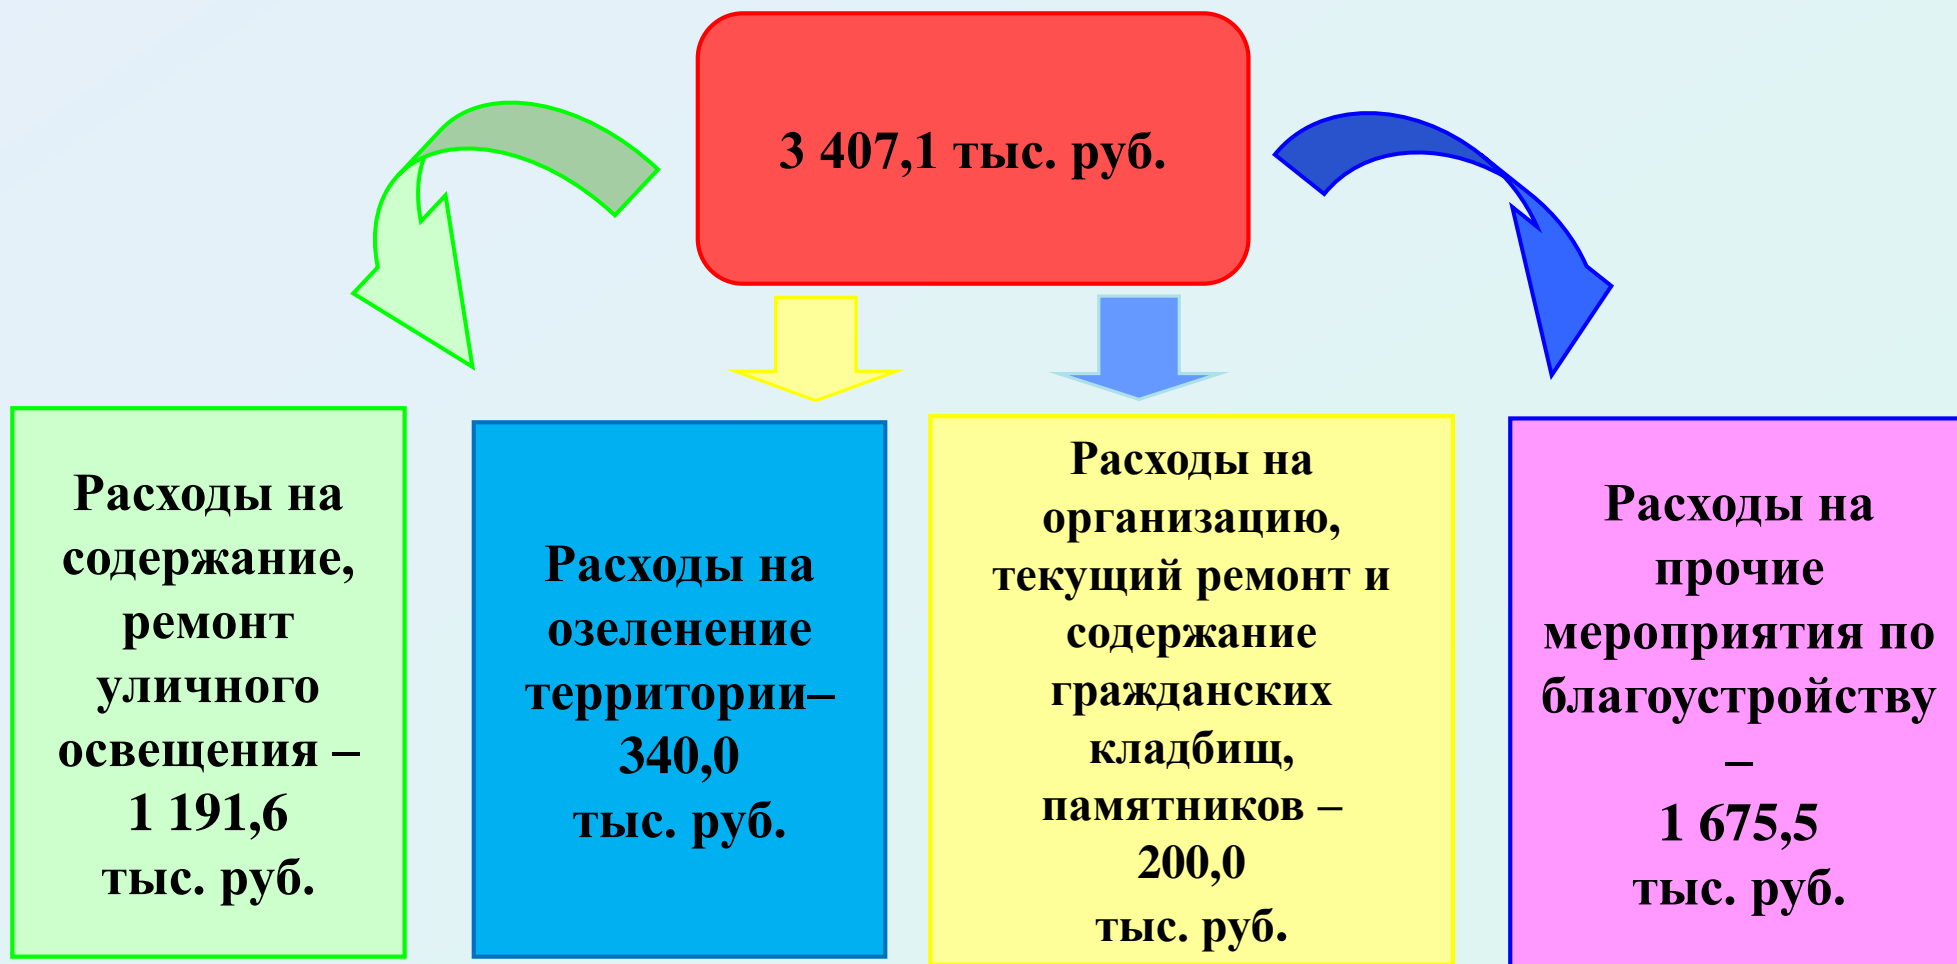 3 407,1 тыс. руб.
Расходы на
содержание,
ремонт
уличного
освещения –
1 191,6
тыс. руб.
Расходы на
озеленение
территории–
340,0
тыс. руб.
Расходы на
организацию,
текущий ремонт и
содержание
гражданских
кладбищ,
памятников –
200,0
тыс. руб.
Расходы на
прочие
мероприятия по
благоустройству
–
1 675,5
тыс. руб.